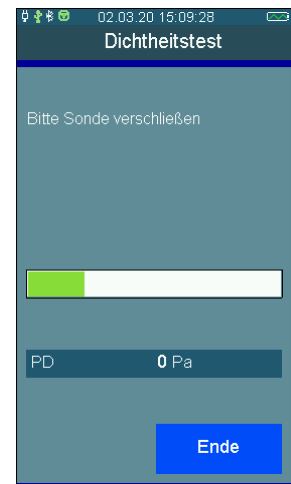 02.03.20 15:09:28
Dichtheitstest
Bitte Sonde verschließen
PD 0 Pa
Ende